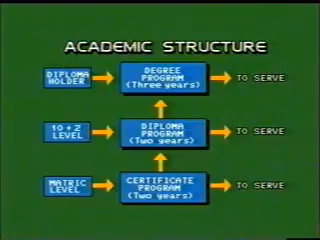 ACADEMIC STRUCTURE
DIPLOMA
HOLDER
DEGREE
PROGRAM
(Three years)
TO SERVE
10 + 2
LEVEL
DIPLOMA
PROGRAM
(Two years)
TO SERVE
MATRIC
LEVEL
CERTIFICATE
PROGRAM
(Two years)
TO SERVE